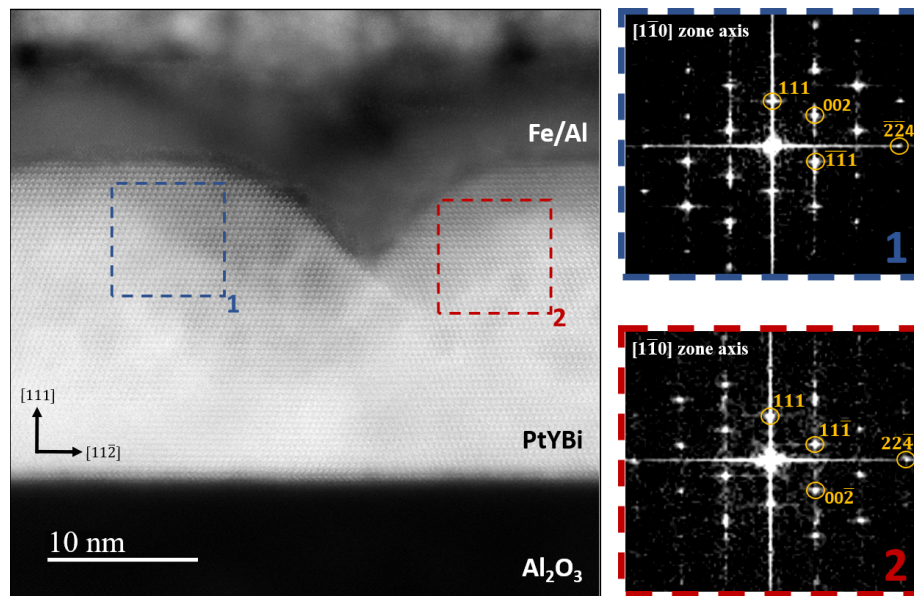 Fe/Al
1
2
[111]
[112̅]
PtYBi
10 nm
Al₂O₃
[11̅0] zone axis
111
002
2̅2̅4
1̅1̅1
1
[11̅0] zone axis
111
111̅
224̅
002̅
2